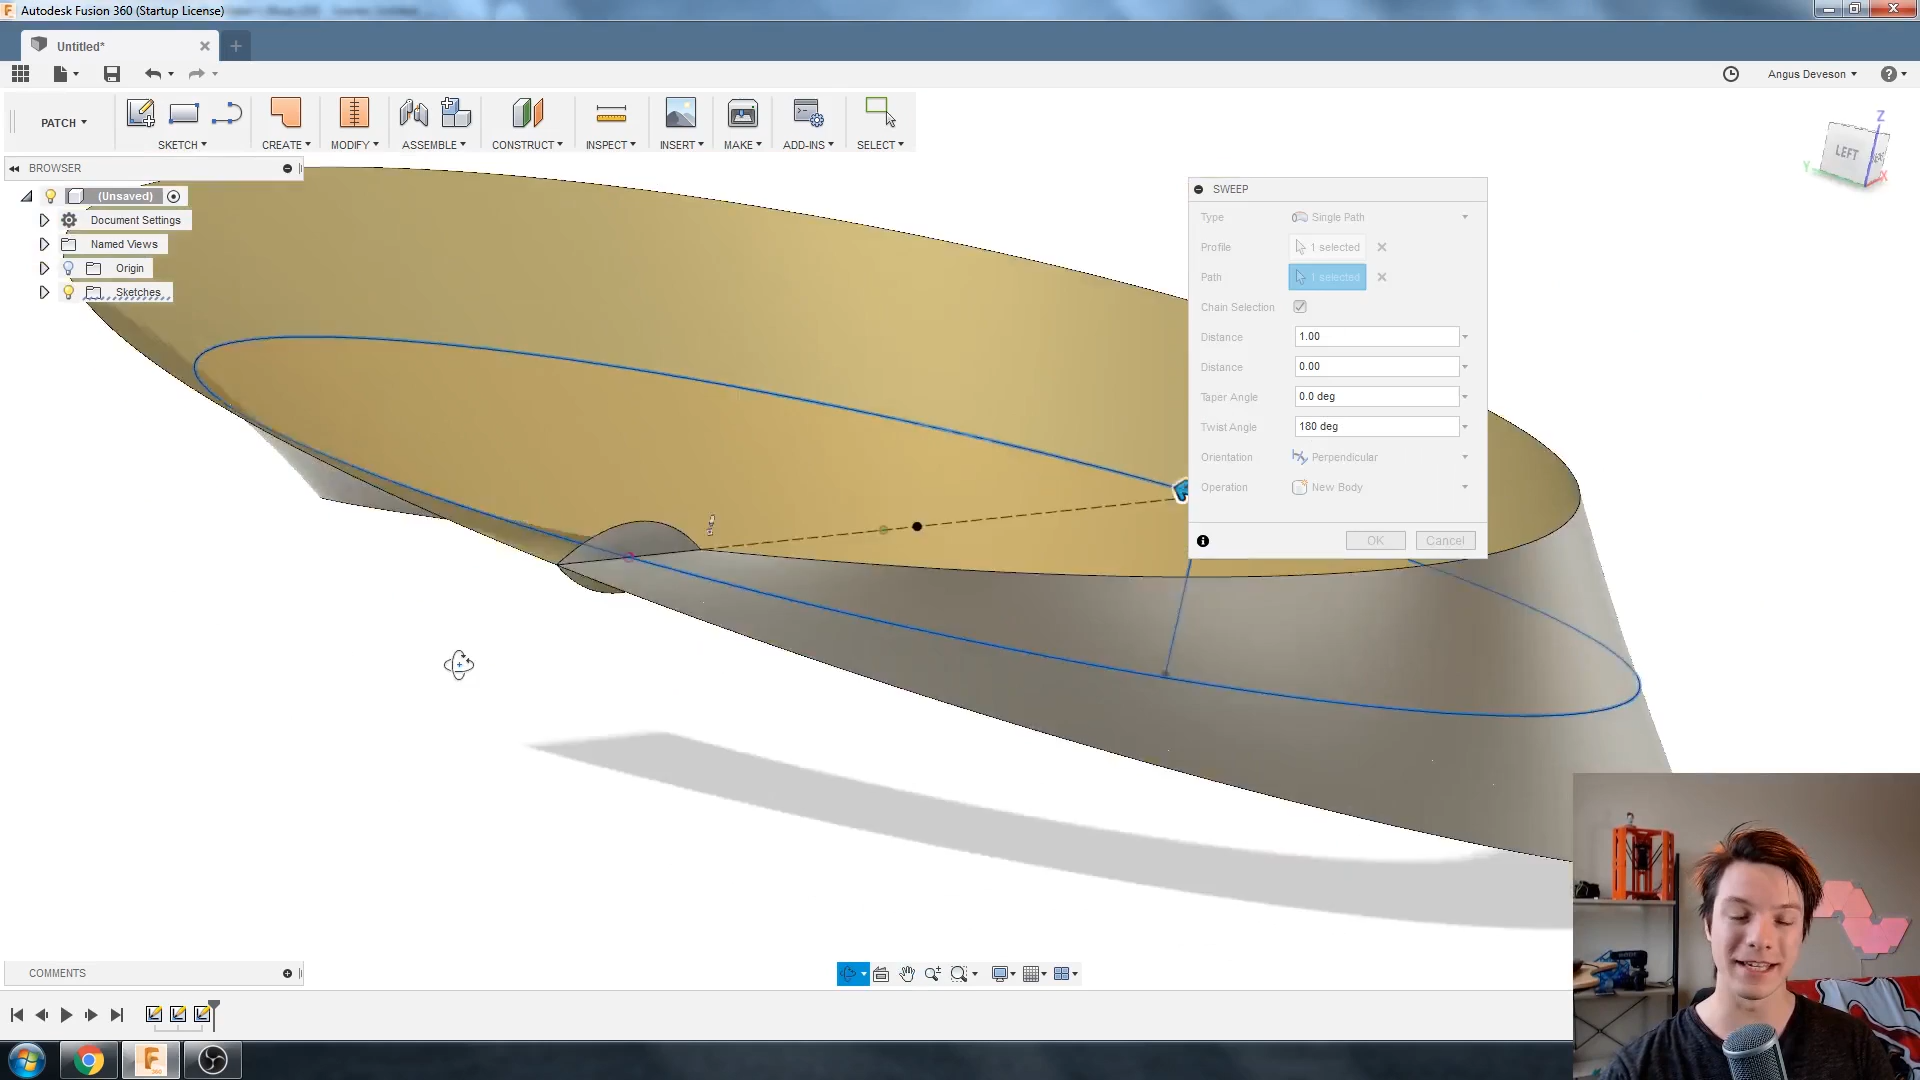 Autodesk Fusion 360 (Startup License)
Untitled*
Angus Deveson
PATCH
SKETCH
CREATE
MODIFY
ASSEMBLE
CONSTRUCT
INSPECT
INSERT
MAKE
ADD-INS
SELECT
BROWSER
(Unsaved)
Document Settings
Named Views
Origin
Sketches
Z
LEFT
Y
X
SWEEP
Type Single Path
Profile 1 selected
Path 1 selected
Chain Selection
Distance 1.00
Distance 0.00
Taper Angle 0.0 deg
Twist Angle 180 deg
Orientation Perpendicular
Operation New Body
OK Cancel
COMMENTS